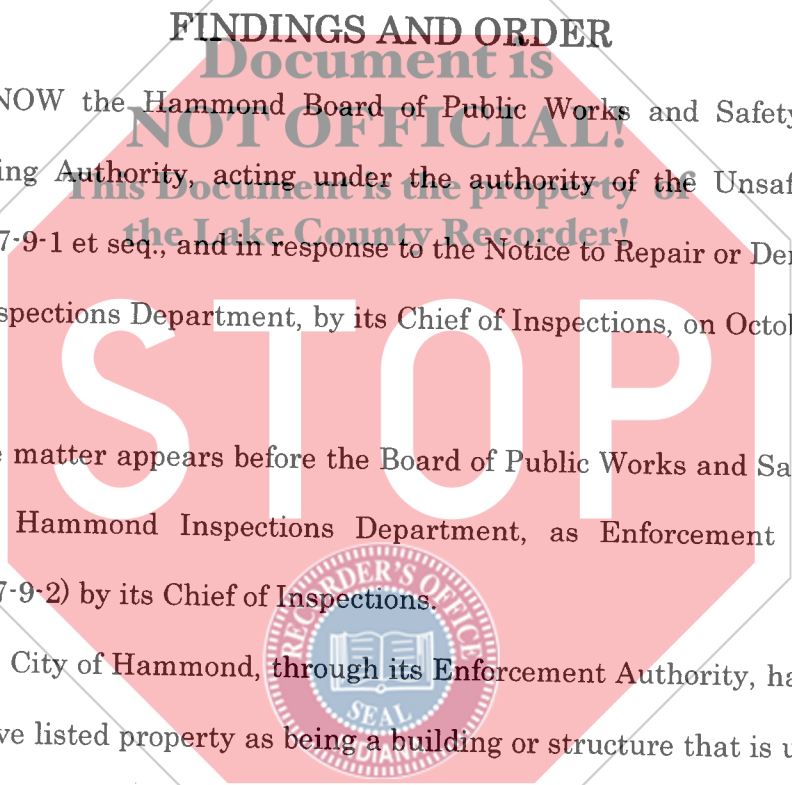 FINDINGS AND ORDER
Document is
NOW the Hammond Board of Public Works and Safety
NOT OFFICIAL!
ing Authority, acting under the authority of the Unsaf
This Document is the property of
the Lake County Recorder!
7-9-1 et seq., and in response to the Notice to Repair or Der
spections Department, by its Chief of Inspections, on Octob
STOP
e matter appears before the Board of Public Works and Sa
Hammond Inspections Department, as Enforcement
7-9-2) by its Chief of Inspections.
RECORDER'S OFFICE
City of Hammond, through its Enforcement Authority, ha
SEAL
ve listed property as being a building or structure that is u
INDIANA